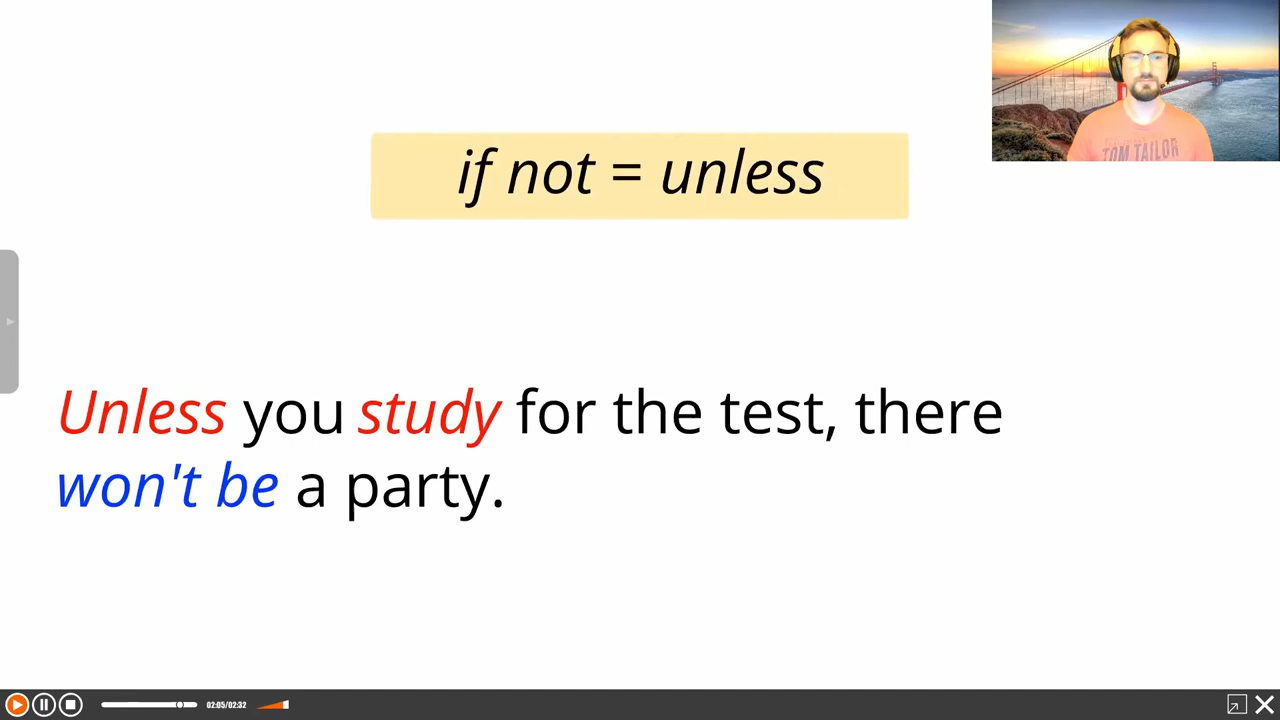 TOM TAILOR
if not = unless
Unless you study for the test, there
won't be a party.
02:05/02:32